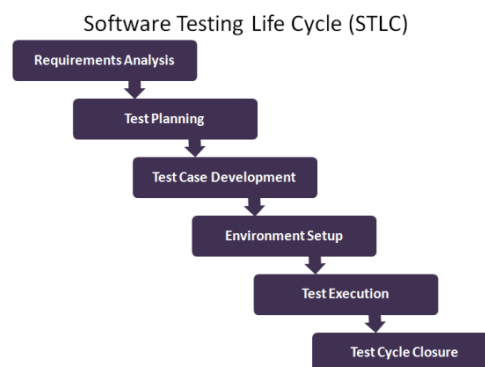 Software Testing Life Cycle (STLC)
Requirements Analysis
Test Planning
Test Case Development
Environment Setup
Test Execution
Test Cycle Closure